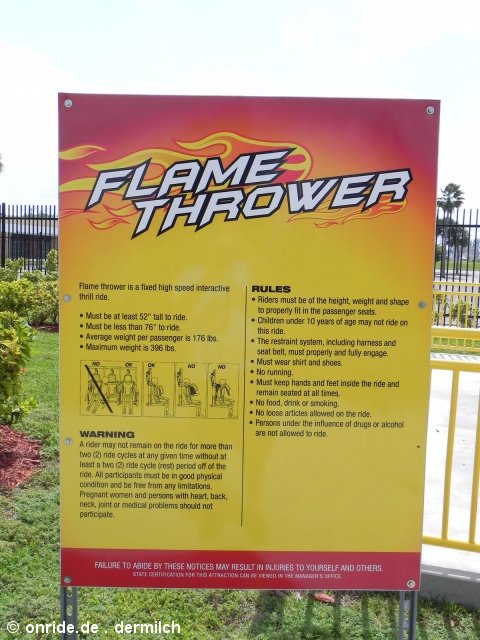 FLAME
THROWER
Flame thrower is a fixed high speed interactive
thrill ride.
• Must be at least 52" tall to ride.
• Must be less than 76" to ride.
• Average weight per passenger is 176 lbs.
• Maximum weight is 396 lbs.
NO OK OK NO NO
WARNING
A rider may not remain on the ride for more than
two (2) ride cycles at any given time without at
least a two (2) ride cycle (rest) period off of the
ride. All participants must be in good physical
condition and be free from any limitations.
Pregnant women and persons with heart, back,
neck, joint or medical problems should not
participate.
RULES
• Riders must be of the height, weight and shape
to properly fit in the passenger seats.
• Children under 10 years of age may not ride on
this ride.
• The restraint system, including harness and
seat belt, must properly and fully engage.
• Must wear shirt and shoes.
• No running.
• Must keep hands and feet inside the ride and
remain seated at all times.
• No food, drink or smoking.
• No loose articles allowed on the ride.
• Persons under the influence of drugs or alcohol
are not allowed to ride.
FAILURE TO ABIDE BY THESE NOTICES MAY RESULT IN INJURIES TO YOURSELF AND OTHERS.
STATE CERTIFICATION FOR THIS ATTRACTION CAN BE VIEWED IN THE MANAGER'S OFFICE.
© onride.de . dermilch